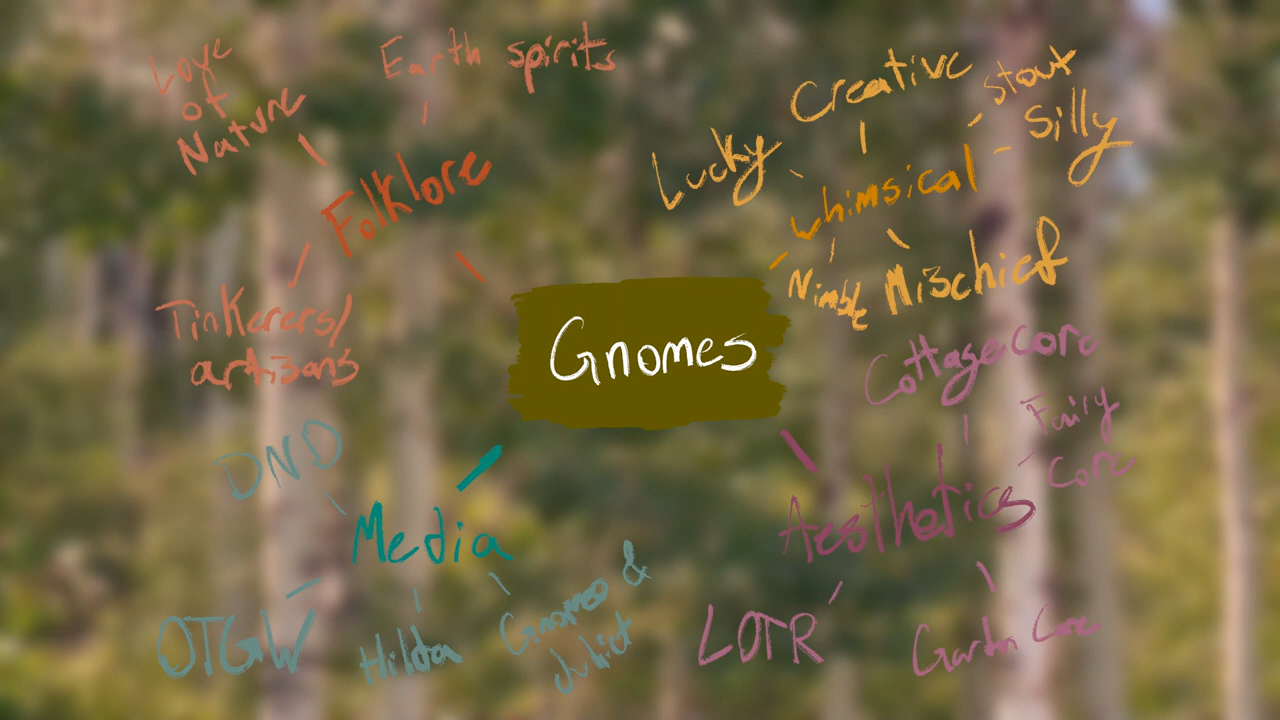 Love
of
Nature
Earth spirits
Folklore
Tinkerers/
artisans
Creative
stout
Silly
Lucky
whimsical
Nimble
Mischief
Gnomes
Cottagecore
Fairy
Core
Aesthetics
LOTR
Gardn Core
DND
Media
OTGW
Hilda
Gnomeo &
Juliet